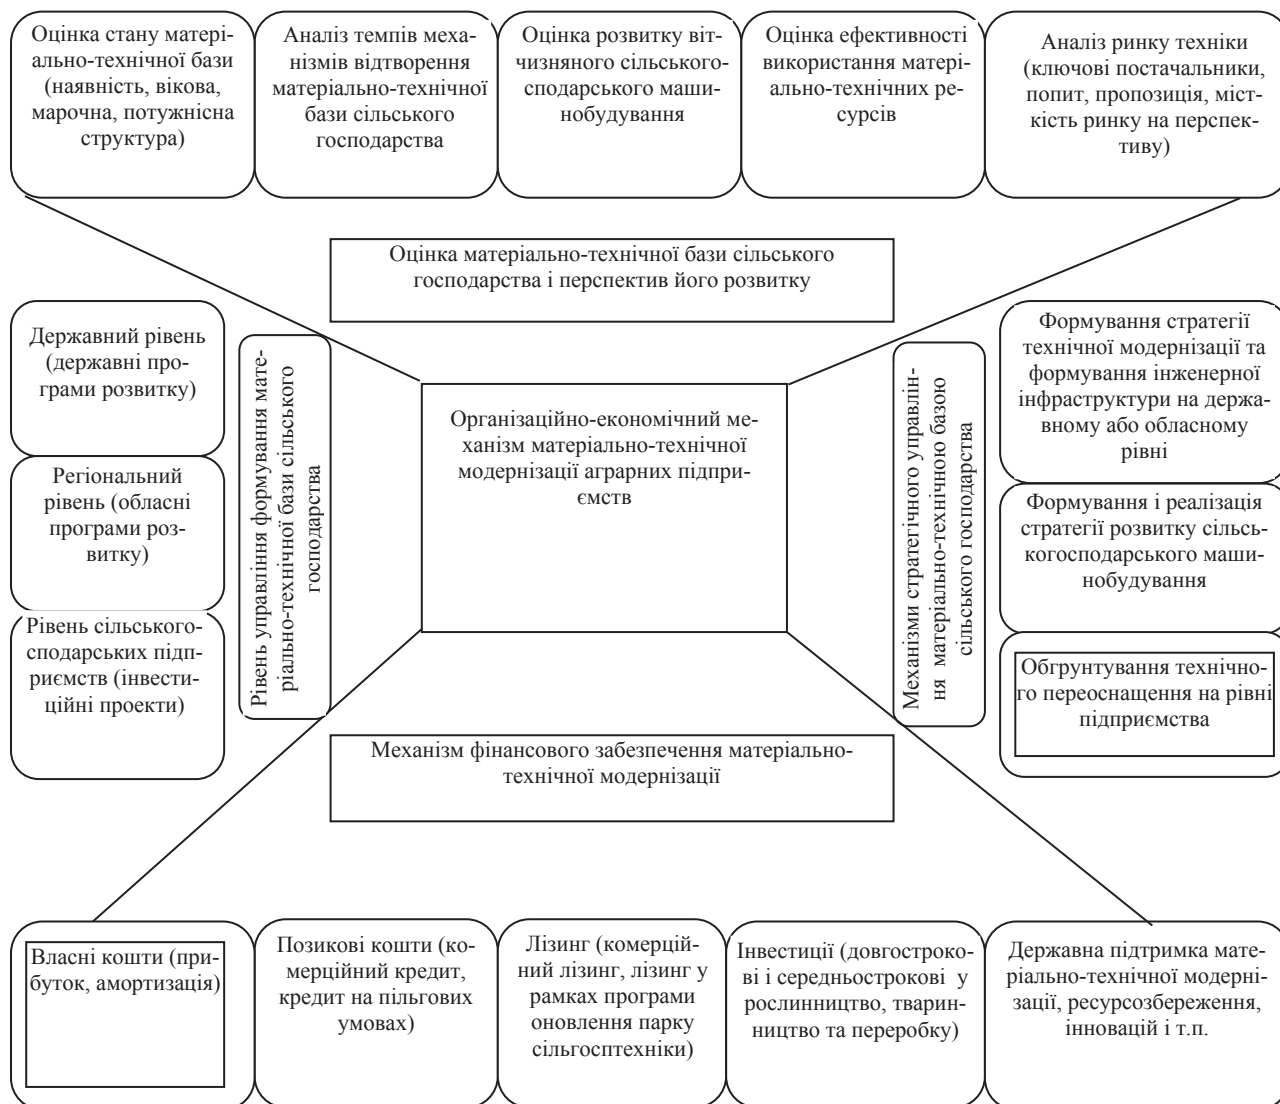 Оцінка стану матері-
ально-технічної бази
(наявність, вікова,
марочна, потужнісна
структура)
Аналіз темпів меха-
нізмів відтворення
матеріально-технічної
бази сільського
господарства
Оцінка розвитку віт-
чизняного сільського-
сподарського маши-
нобудування
Оцінка ефективності
використання матері-
ально-технічних ре-
сурсів
Аналіз ринку техніки
(ключові постачальники,
попит, пропозиція, міст-
кість ринку на перспек-
тиву)
Оцінка матеріально-технічної бази сільського
господарства і перспектив його розвитку
Державний рівень
(державні про-
грами розвитку)
Регіональний
рівень (обласні
програми роз-
витку)
Рівень сільського-
сподарських підп-
риємств (інвести-
ційні проекти)
Рівень управління формування мате-
ріально-технічної бази сільського
господарства
Організаційно-економічний ме-
ханізм матеріально-технічної
модернізації аграрних підпри-
ємств
Механізми стратегічного управлін-
ня матеріально-технічною базою
сільського господарства
Формування стратегії
технічної модернізації та
формування інженерної
інфраструктури на держа-
вному або обласному
рівні
Формування і реалізація
стратегії розвитку сільсь-
когосподарського маши-
нобудування
Обгрунтування технічно-
го переоснащення на рівні
підприємства
Механізм фінансового забезпечення матеріально-
технічної модернізації
Власні кошти (при-
буток, амортизація)
Позикові кошти (ко-
мерційний кредит,
кредит на пільгових
умовах)
Лізинг (комерцій-
ний лізинг, лізинг у
рамках програми
оновлення парку
сільгосптехніки)
Інвестиції (довгостроко-
ві і середньострокові у
рослинництво, тварин-
ництво та переробку)
Державна підтримка мате-
ріально-технічної модерні-
зації, ресурсозбереження,
інновацій і т.п.